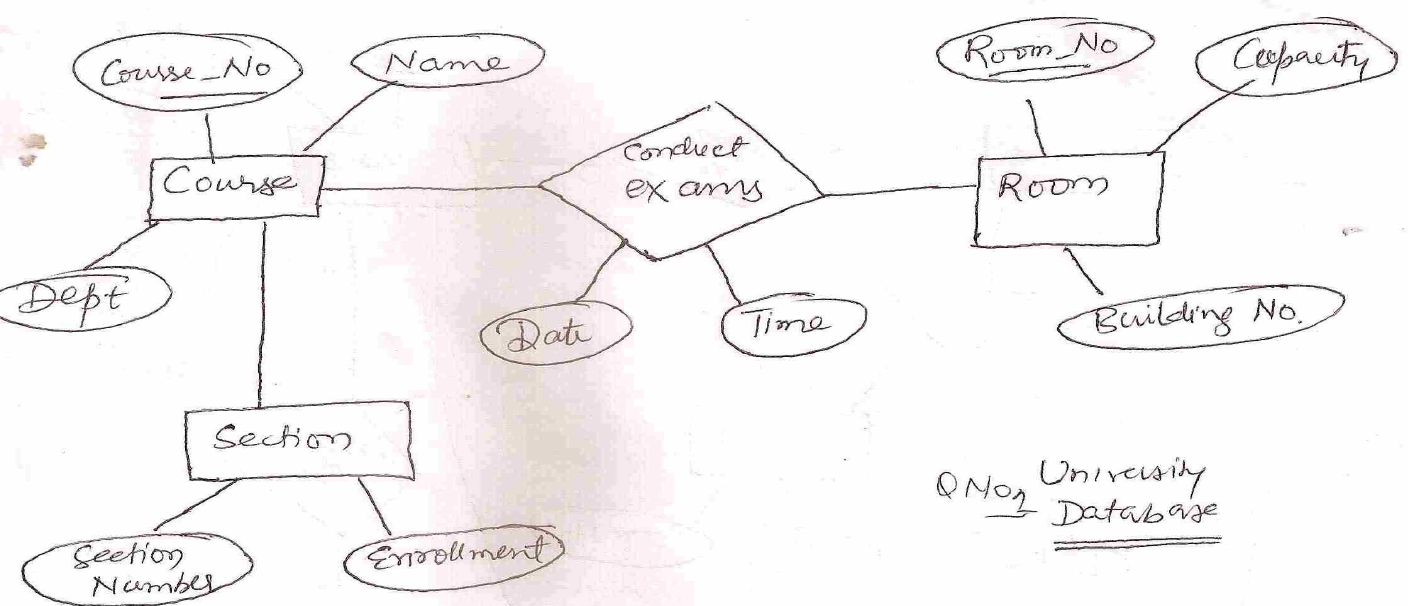 Course_No
Name
Room_No
Capacity
Course
Conduct
exams
Room
Dept
Date
Time
Building No.
Section
Section
Number
Enrollment
QNo2 University
Database